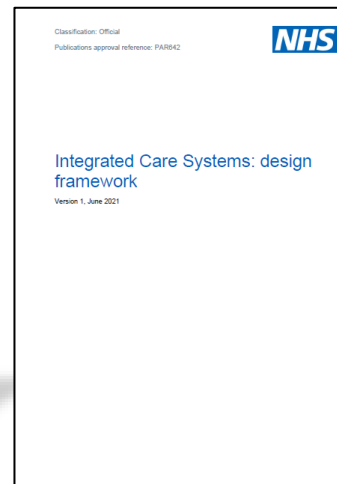 Classification: Official
Publications approval reference: PAR642
NHS
Integrated Care Systems: design
framework
Version 1, June 2021